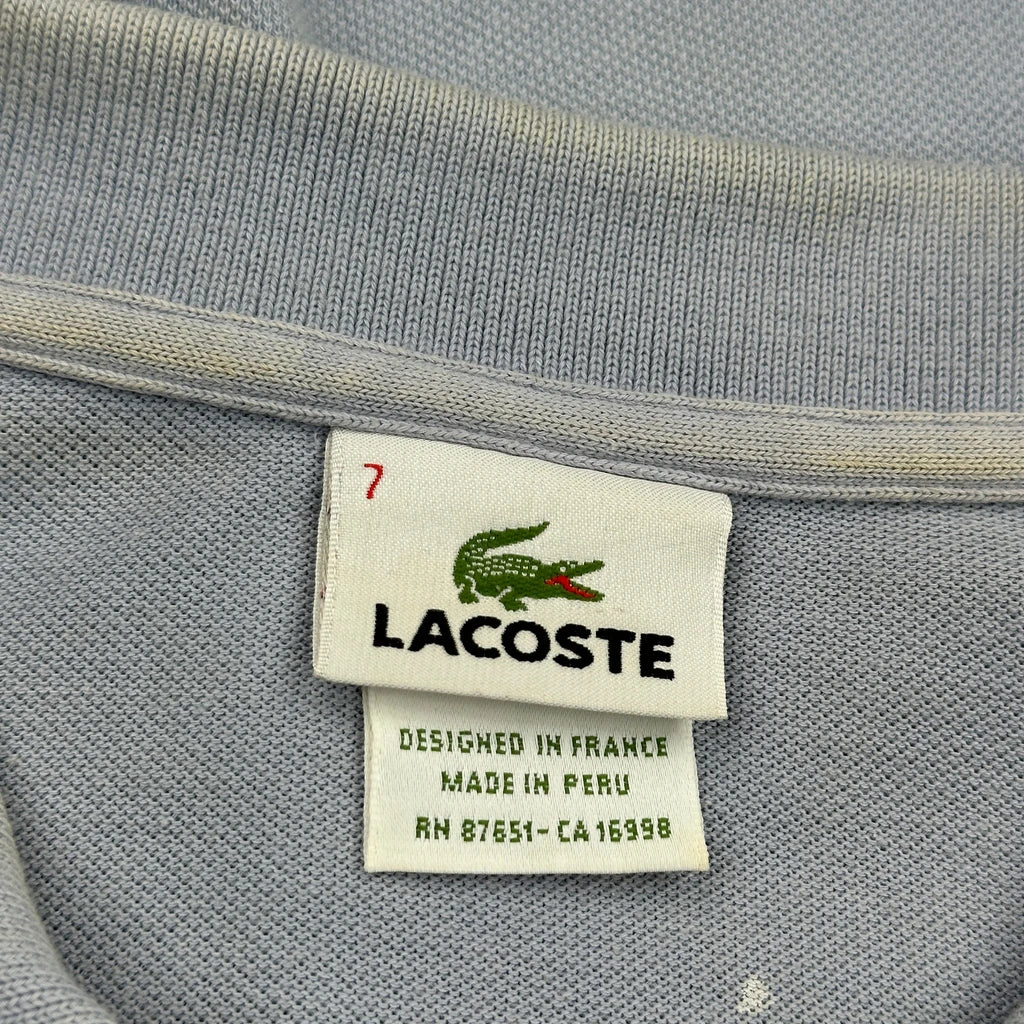 7
LACOSTE
DESIGNED IN FRANCE
MADE IN PERU
RN 87651- CA 16998